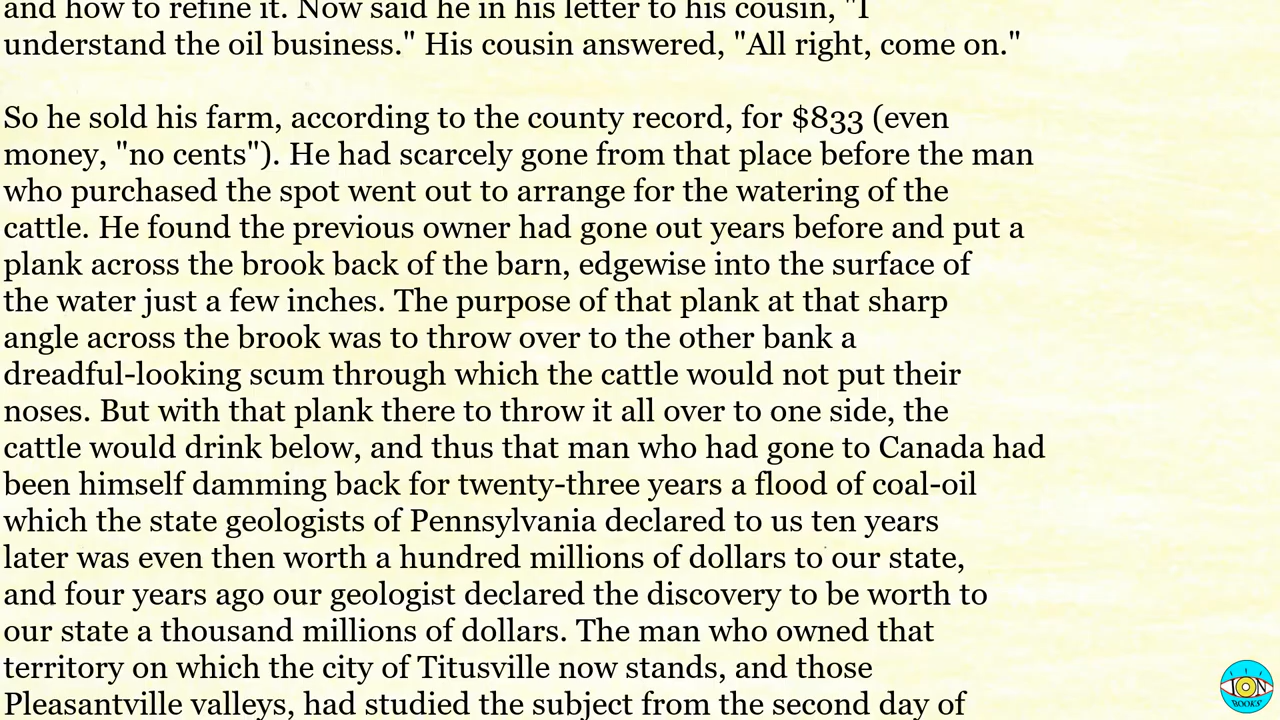 and how to refine it. Now said he in his letter to his cousin, "I
understand the oil business." His cousin answered, "All right, come on."
So he sold his farm, according to the county record, for $833 (even
money, "no cents"). He had scarcely gone from that place before the man
who purchased the spot went out to arrange for the watering of the
cattle. He found the previous owner had gone out years before and put a
plank across the brook back of the barn, edgewise into the surface of
the water just a few inches. The purpose of that plank at that sharp
angle across the brook was to throw over to the other bank a
dreadful-looking scum through which the cattle would not put their
noses. But with that plank there to throw it all over to one side, the
cattle would drink below, and thus that man who had gone to Canada had
been himself damming back for twenty-three years a flood of coal-oil
which the state geologists of Pennsylvania declared to us ten years
later was even then worth a hundred millions of dollars to our state,
and four years ago our geologist declared the discovery to be worth to
our state a thousand millions of dollars. The man who owned that
territory on which the city of Titusville now stands, and those
Pleasantville valleys, had studied the subject from the second day of
ION
BOOKS